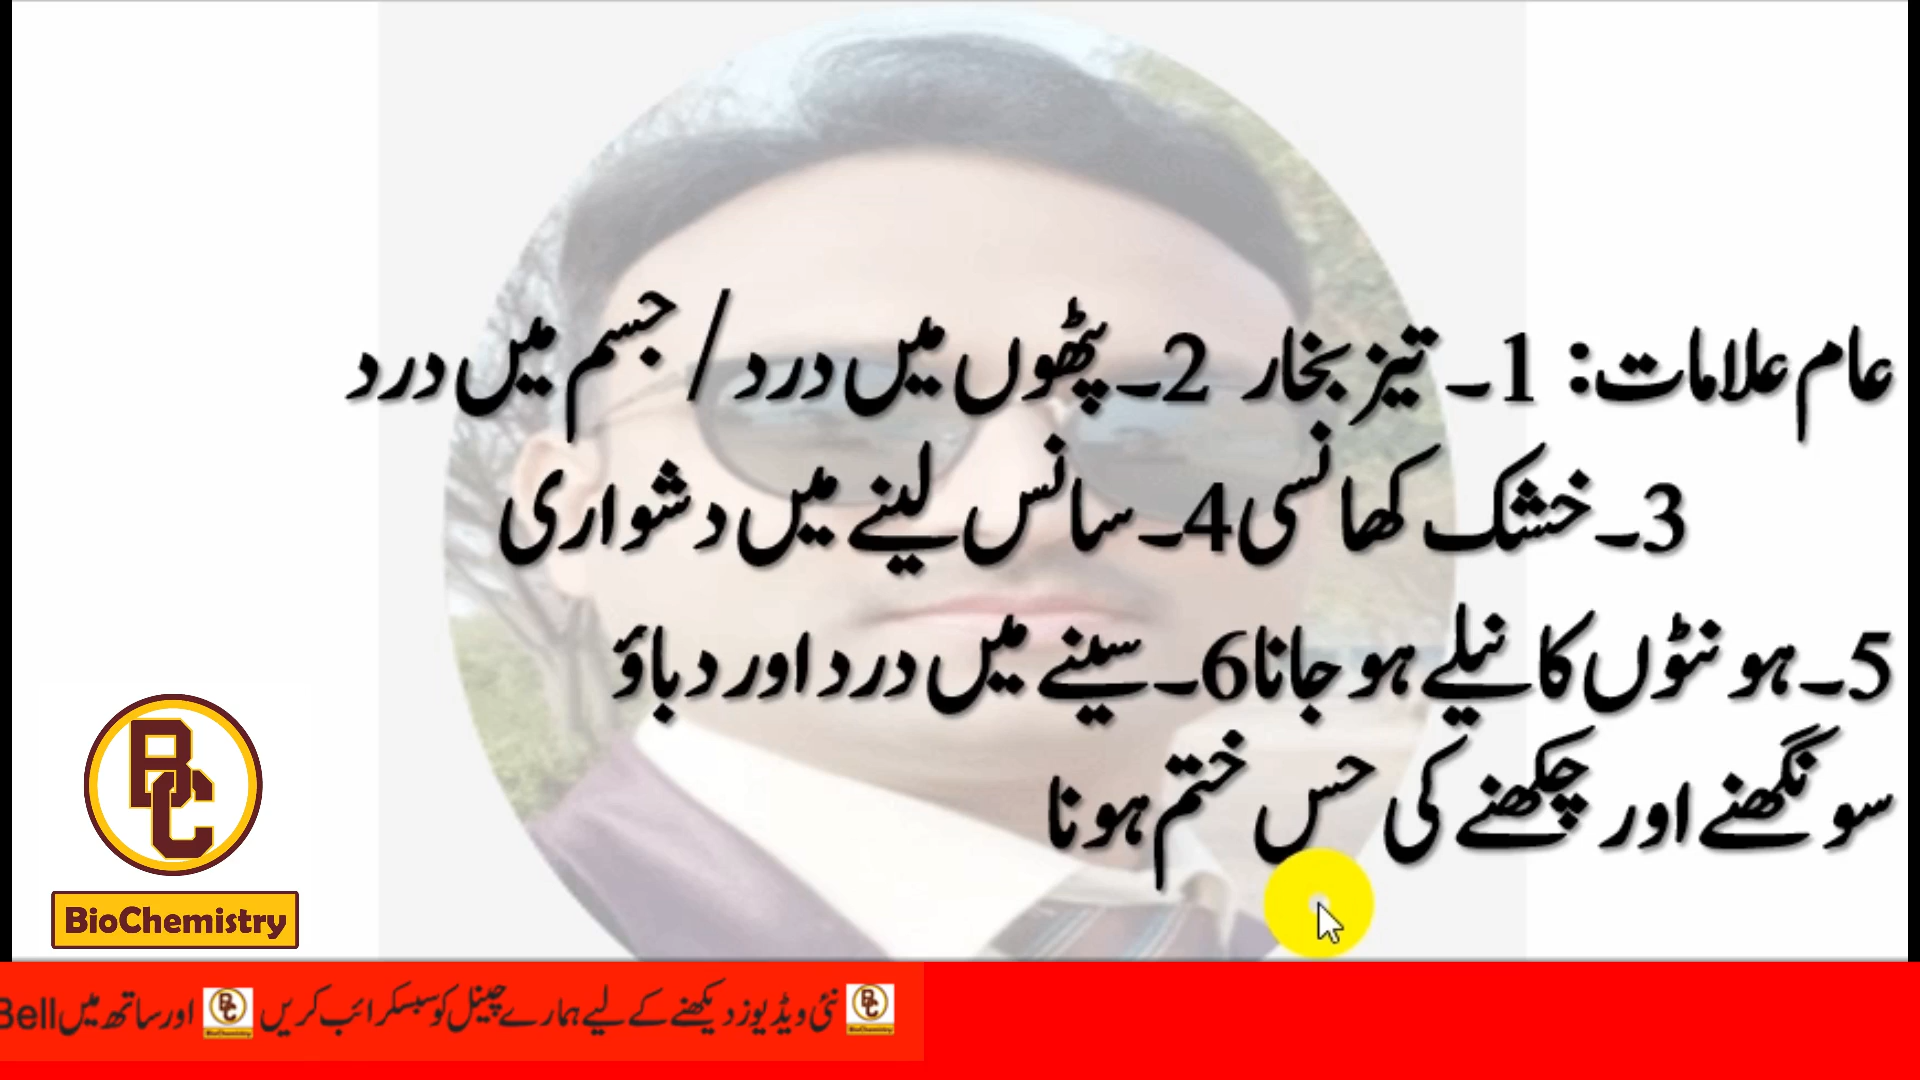 عام علامات: 1۔ تیز بخار 2۔ پٹھوں میں درد / جسم میں درد
3۔ خشک کھانسی 4۔ سانس لینے میں دشواری
5۔ ہونٹوں کا نیلے ہو جانا 6۔ سینے میں درد اور دباؤ
سونگھنے اور چکھنے کی حس ختم ہونا
BC
BioChemistry
نئی ویڈیوز دیکھنے کے لیے ہمارے چینل کو سبسکرائب کریں اور ساتھ میں Bell